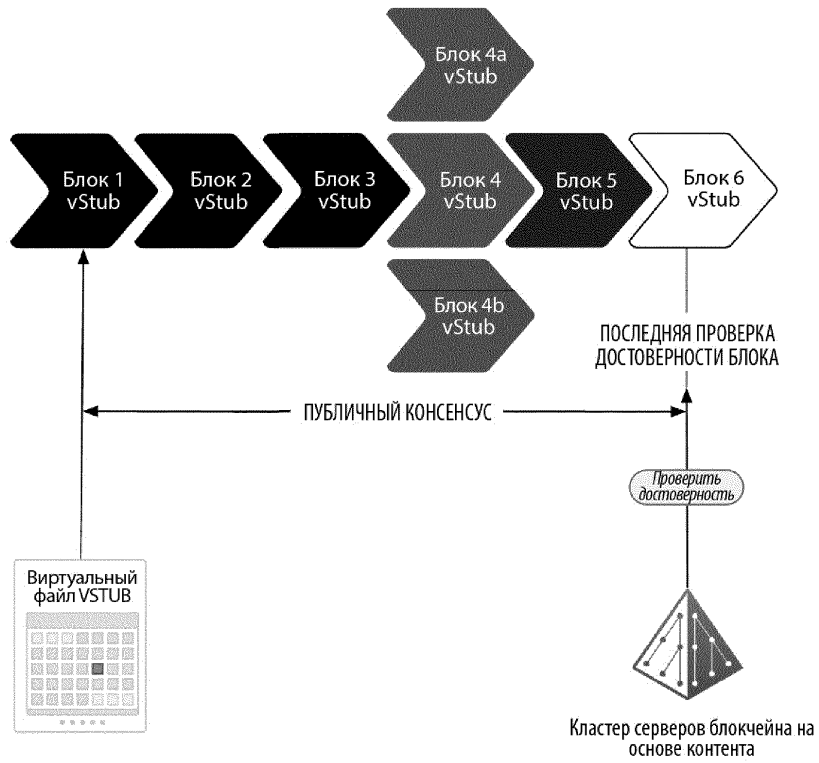 Блок 4a
vStub
Блок 1
vStub
Блок 2
vStub
Блок 3
vStub
Блок 4
vStub
Блок 5
vStub
Блок 6
vStub
Блок 4b
vStub
ПОСЛЕДНЯЯ ПРОВЕРКА
ДОСТОВЕРНОСТИ БЛОКА
ПУБЛИЧНЫЙ КОНСЕНСУС
Проверить
достоверность
Виртуальный
файл VSTUB
Кластер серверов блокчейна на
основе контента